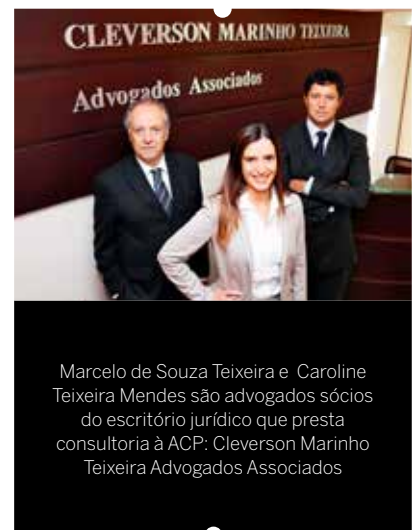 CLEVERSON MARINHO TEIXEIRA
Advogados Associados
Marcelo de Souza Teixeira e Caroline
Teixeira Mendes são advogados sócios
do escritório jurídico que presta
consultoria à ACP: Cleverson Marinho
Teixeira Advogados Associados